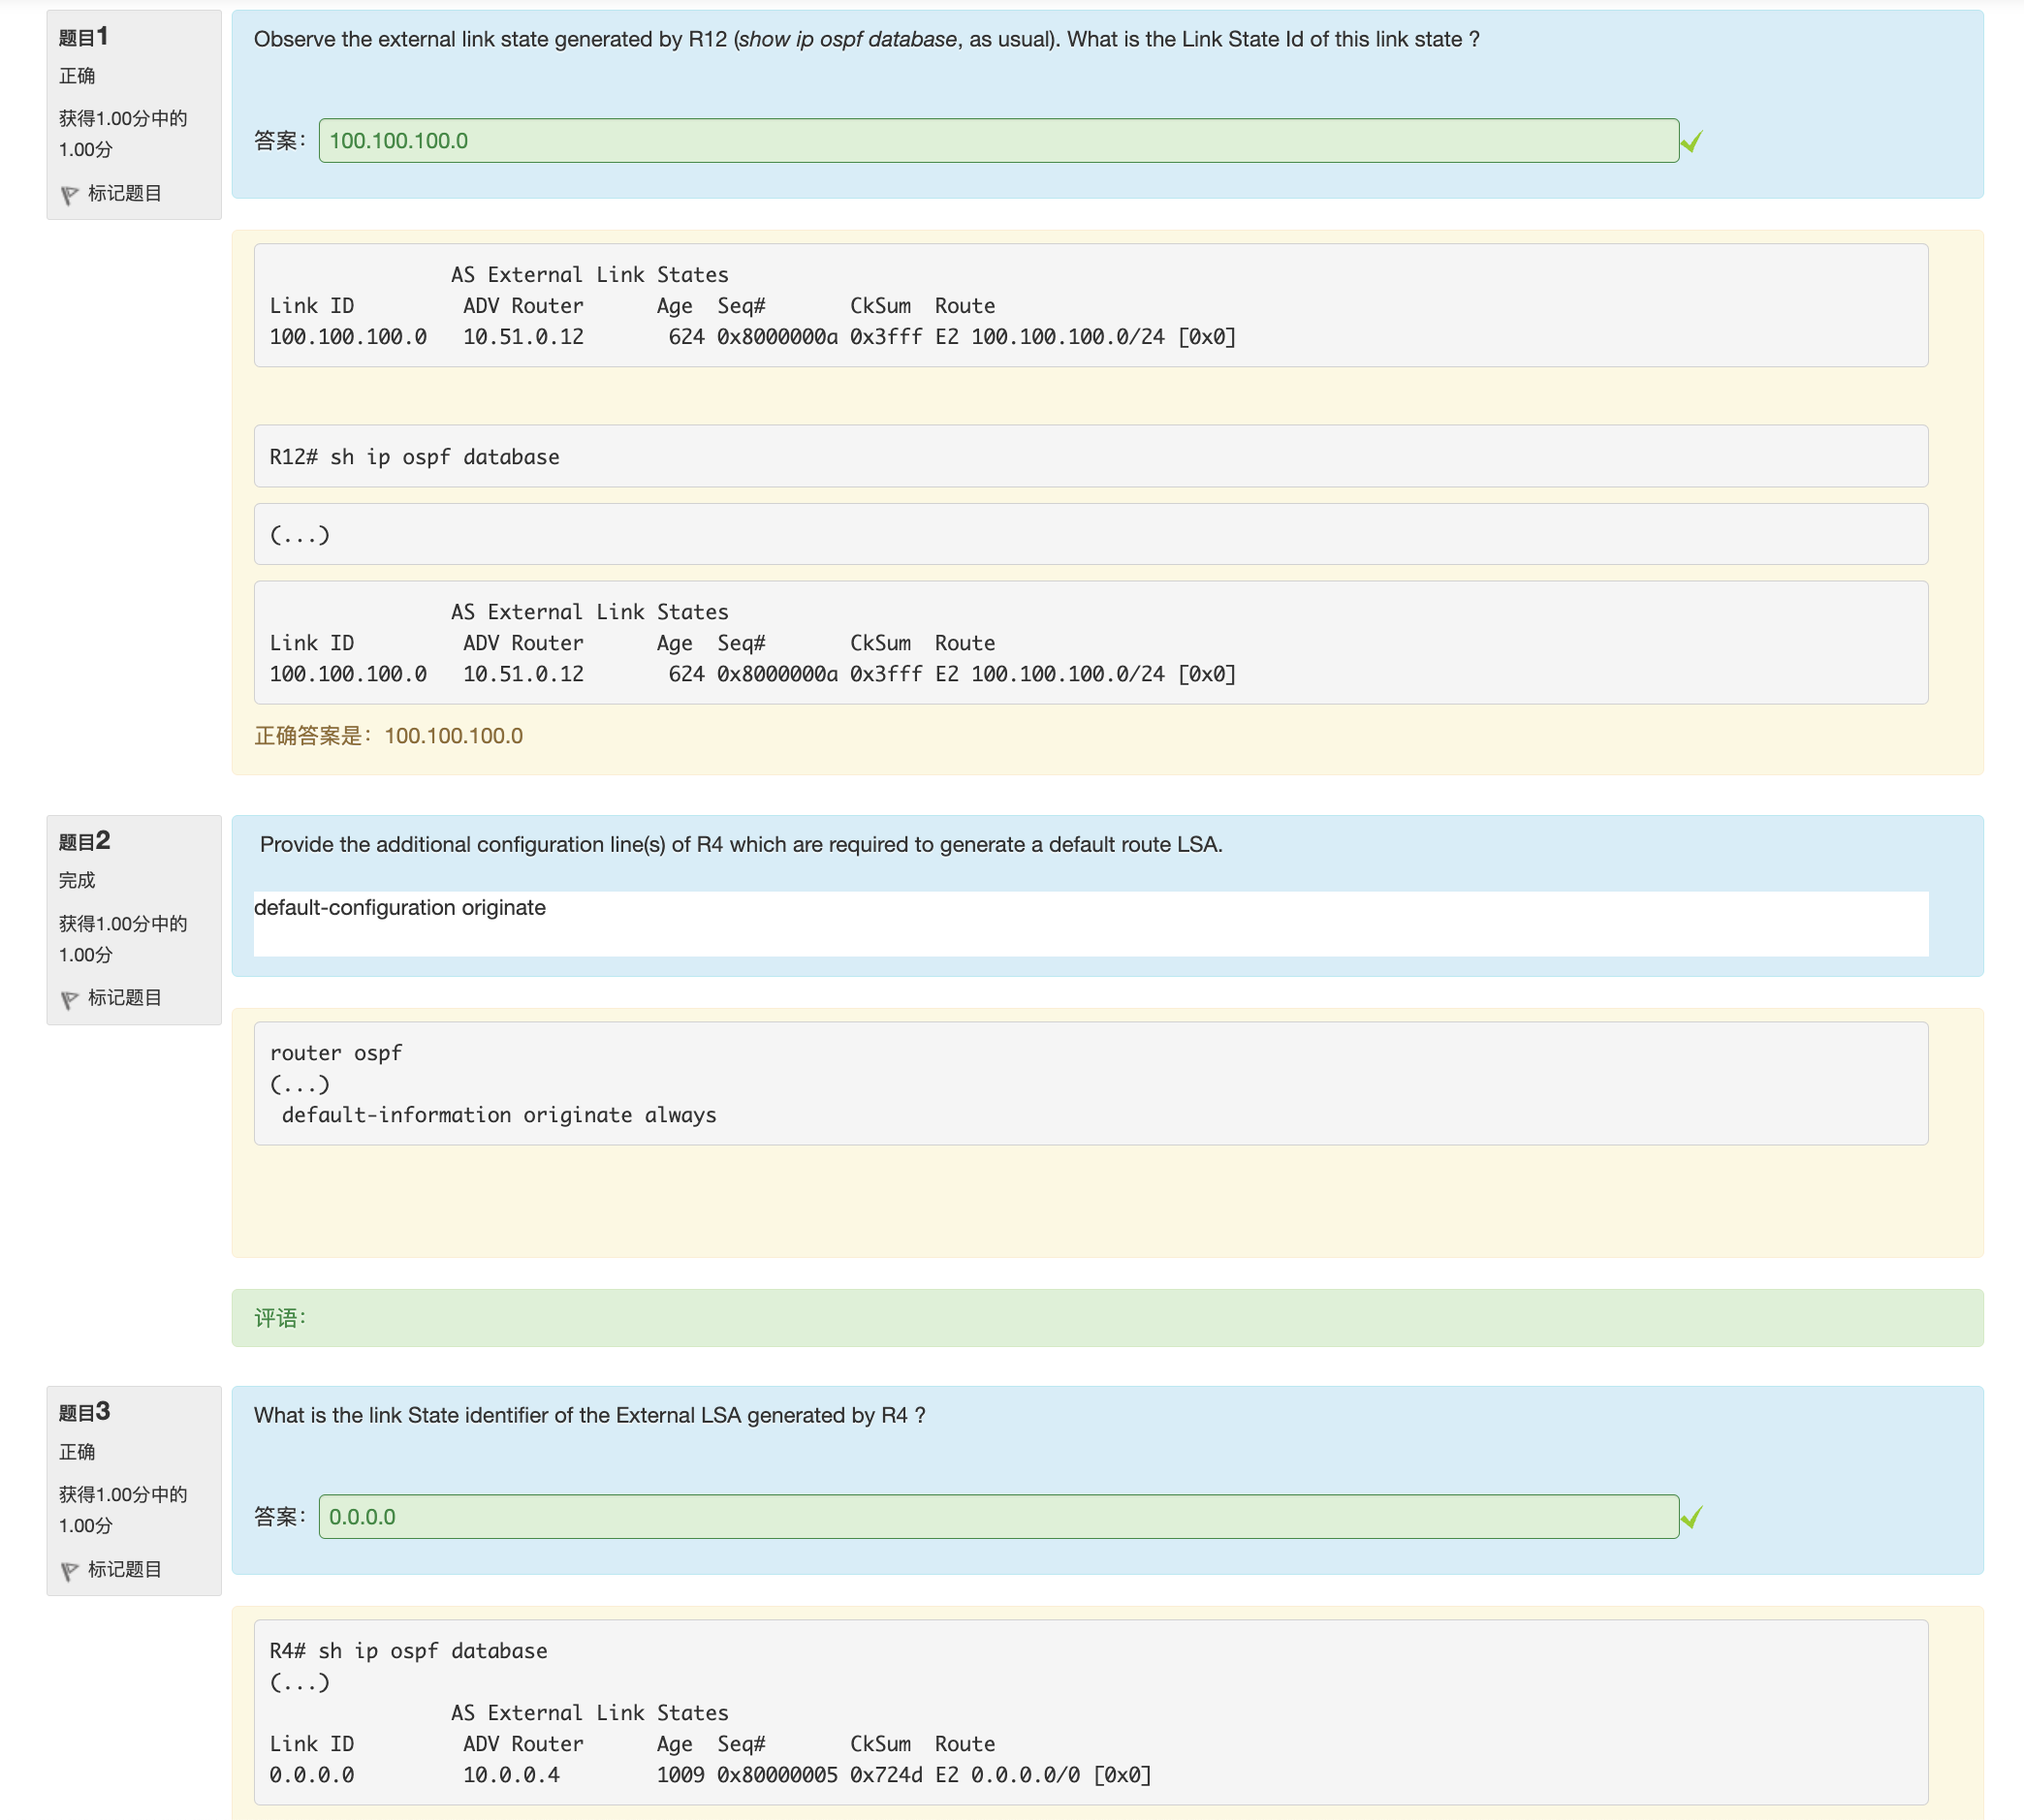 题目1
正确
获得1.00分中的
1.00分
标记题目
Observe the external link state generated by R12 (show ip ospf database, as usual). What is the Link State Id of this link state ?
答案： 100.100.100.0
               AS External Link States
Link ID         ADV Router      Age  Seq#       CkSum  Route
100.100.100.0   10.51.0.12       624 0x8000000a 0x3fff E2 100.100.100.0/24 [0x0]
R12# sh ip ospf database
(...)
               AS External Link States
Link ID         ADV Router      Age  Seq#       CkSum  Route
100.100.100.0   10.51.0.12       624 0x8000000a 0x3fff E2 100.100.100.0/24 [0x0]
正确答案是：100.100.100.0
题目2
完成
获得1.00分中的
1.00分
标记题目
Provide the additional configuration line(s) of R4 which are required to generate a default route LSA.
default-configuration originate
router ospf
(...)
 default-information originate always
评语：
题目3
正确
获得1.00分中的
1.00分
标记题目
What is the link State identifier of the External LSA generated by R4 ?
答案： 0.0.0.0
R4# sh ip ospf database
(...)
               AS External Link States
Link ID         ADV Router      Age  Seq#       CkSum  Route
0.0.0.0         10.0.0.4        1009 0x80000005 0x724d E2 0.0.0.0/0 [0x0]